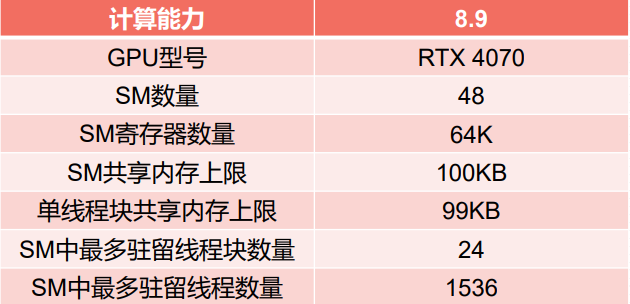 计算能力 8.9
GPU型号 RTX 4070
SM数量 48
SM寄存器数量 64K
SM共享内存上限 100KB
单线程块共享内存上限 99KB
SM中最多驻留线程块数量 24
SM中最多驻留线程数量 1536